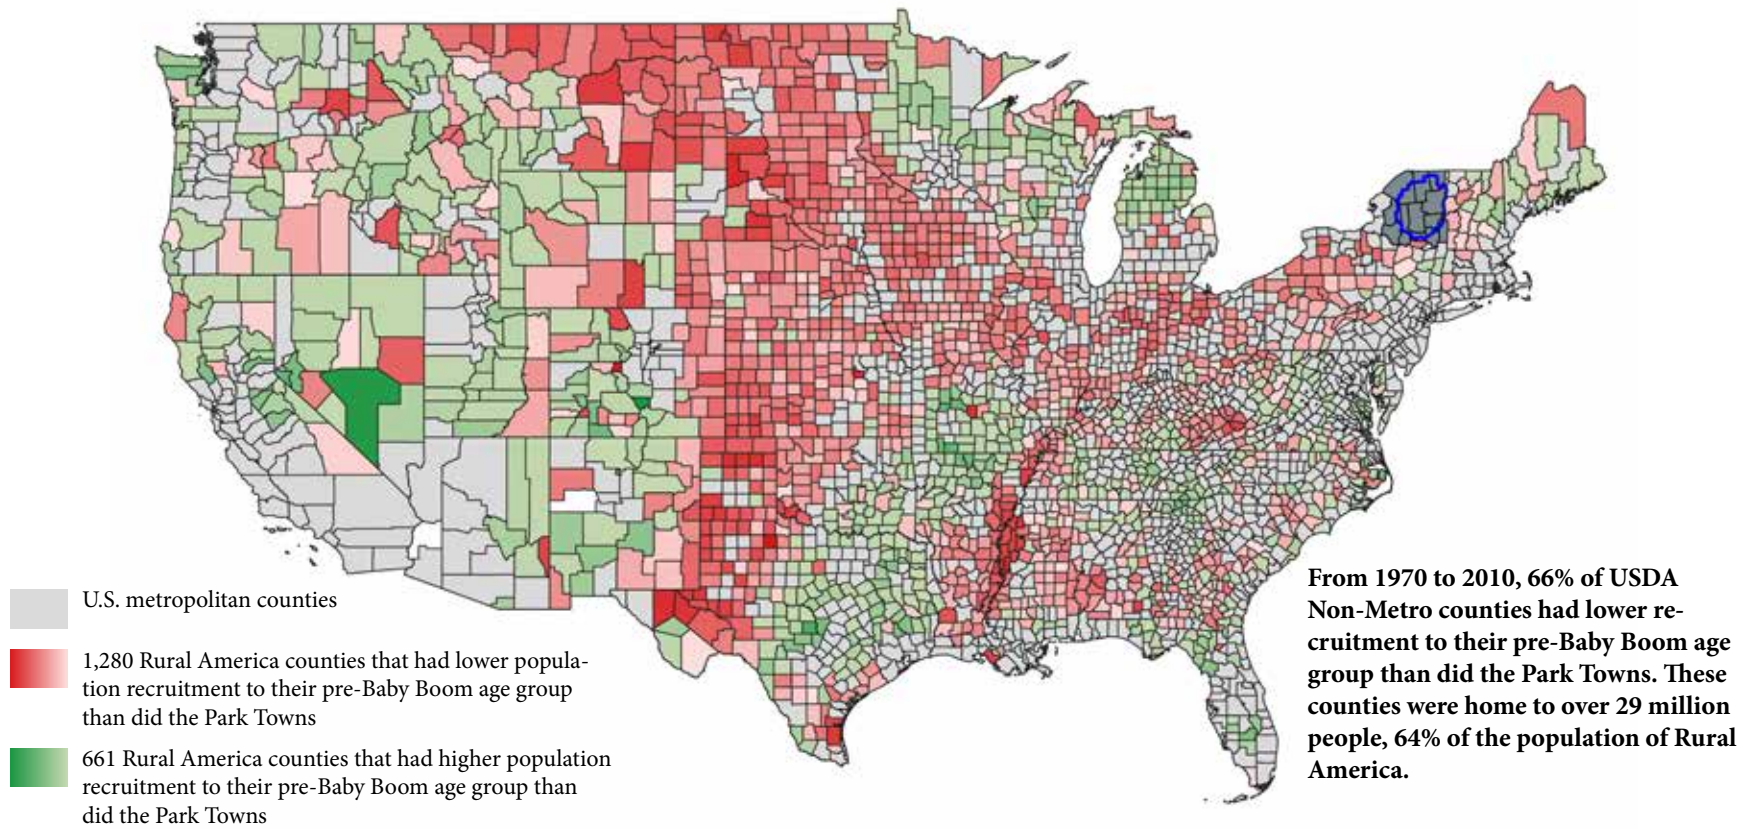 U.S. metropolitan counties
1,280 Rural America counties that had lower popula-
tion recruitment to their pre-Baby Boom age group
than did the Park Towns
661 Rural America counties that had higher population
recruitment to their pre-Baby Boom age group than
did the Park Towns
From 1970 to 2010, 66% of USDA
Non-Metro counties had lower re-
cruitment to their pre-Baby Boom age
group than did the Park Towns. These
counties were home to over 29 million
people, 64% of the population of Rural
America.